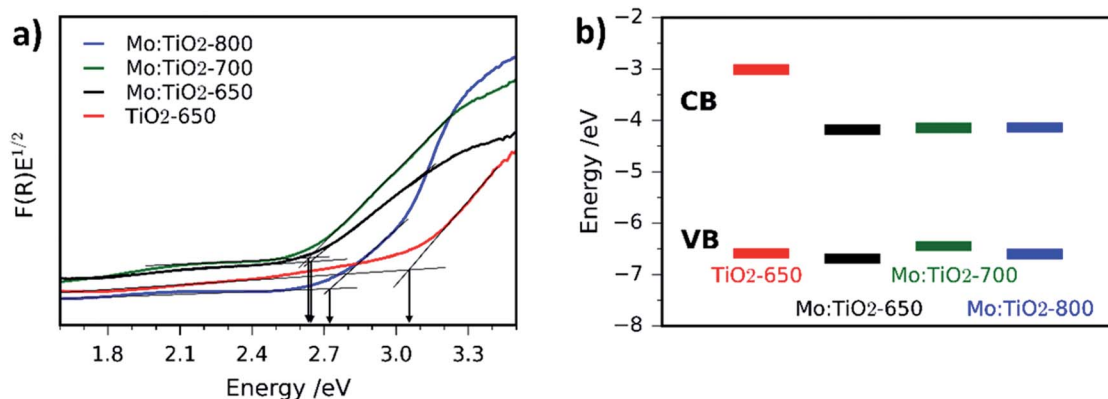 a)
Mo:TiO2-800
Mo:TiO2-700
Mo:TiO2-650
TiO2-650
F(R)E^1/2
1.8 2.1 2.4 2.7 3.0 3.3
Energy /eV
b)
−2
−3
−4
−5
−6
−7
−8
Energy /eV
CB
VB
TiO2-650
Mo:TiO2-700
Mo:TiO2-650
Mo:TiO2-800